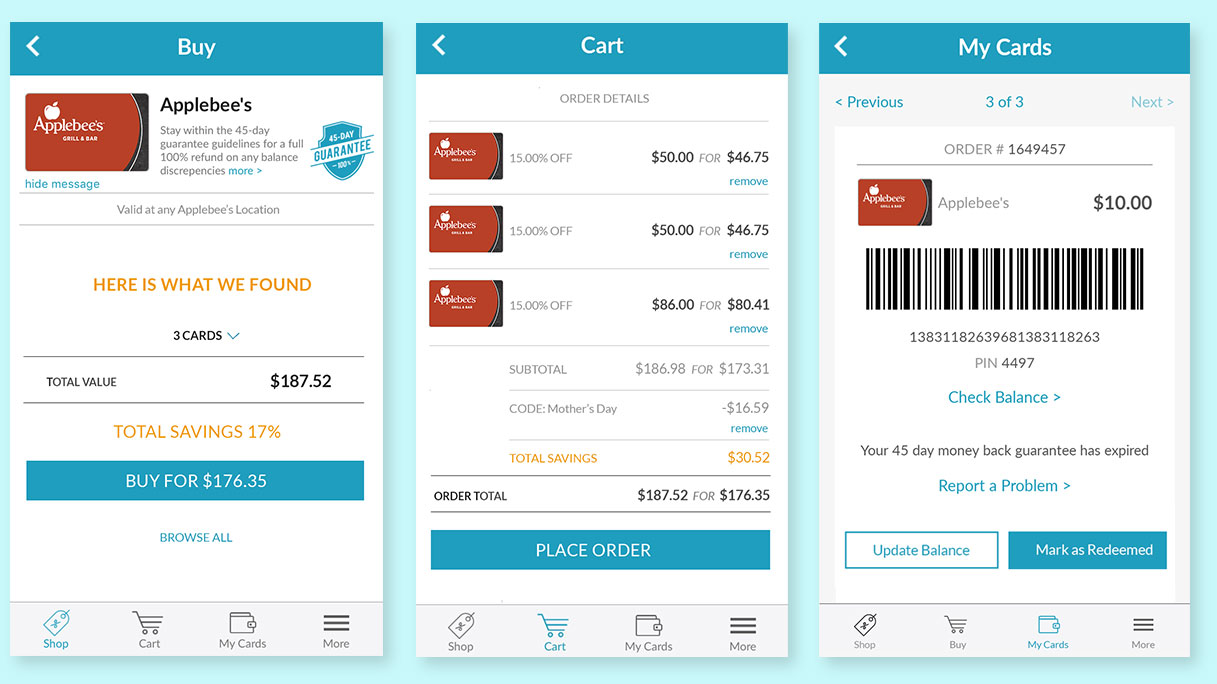 Buy
Applebee's
GRILL & BAR
Applebee's
Stay within the 45-day
guarantee guidelines for a full
100% refund on any balance
discrepencies more >
45-DAY
GUARANTEE
100%
hide message
Valid at any Applebee's Location
HERE IS WHAT WE FOUND
3 CARDS
TOTAL VALUE $187.52
TOTAL SAVINGS 17%
BUY FOR $176.35
BROWSE ALL
Shop Cart My Cards More
Cart
ORDER DETAILS
Applebee's
GRILL & BAR
15.00% OFF $50.00 FOR $46.75
remove
Applebee's
GRILL & BAR
15.00% OFF $50.00 FOR $46.75
remove
Applebee's
GRILL & BAR
15.00% OFF $86.00 FOR $80.41
remove
SUBTOTAL $186.98 FOR $173.31
CODE: Mother's Day -$16.59
remove
TOTAL SAVINGS $30.52
ORDER TOTAL $187.52 FOR $176.35
PLACE ORDER
Shop Cart My Cards More
My Cards
< Previous 3 of 3 Next >
ORDER # 1649457
Applebee's
GRILL & BAR
Applebee's $10.00
13831182639681383118263
PIN 4497
Check Balance >
Your 45 day money back guarantee has expired
Report a Problem >
Update Balance Mark as Redeemed
Shop Buy My Cards More